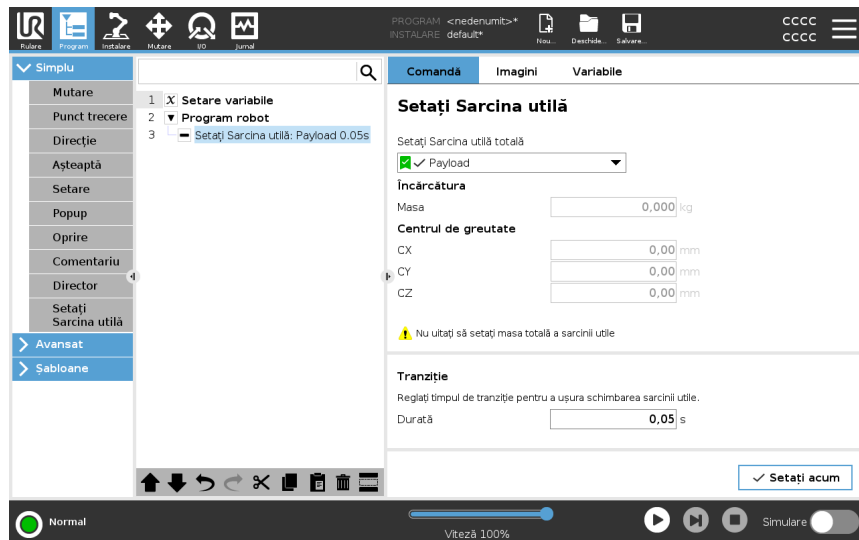 UR
Rulare
Program
Instalare
Mutare
I/O
Jurnal
PROGRAM <nedenumit>*
INSTALARE default*
Nou...
Deschide...
Salvare...
cccc
cccc
Simplu
Mutare
Punct trecere
Direcție
Așteaptă
Setare
Popup
Oprire
Comentariu
Director
Setați
Sarcina utilă
Avansat
Șabloane
1 X Setare variabile
2 Program robot
3 Setați Sarcina utilă: Payload 0.05s
Comandă
Imagini
Variabile
Setați Sarcina utilă
Setați Sarcina utilă totală
Payload
Încărcătura
Masa 0,000 kg
Centrul de greutate
CX 0,00 mm
CY 0,00 mm
CZ 0,00 mm
Nu uitați să setați masa totală a sarcinii utile
Tranziție
Reglați timpul de tranziție pentru a ușura schimbarea sarcinii utile.
Durată 0,05 s
Setați acum
Normal
Viteză 100%
Simulare